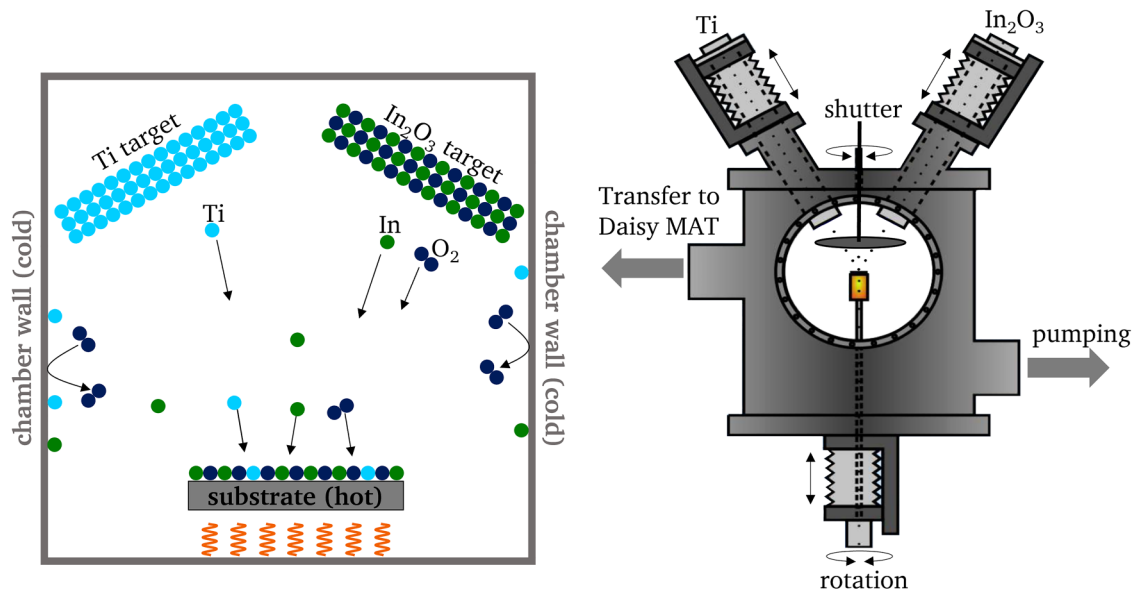 Ti target
In₂O₃ target
Ti
In
O₂
chamber wall (cold)
chamber wall (cold)
substrate (hot)
Ti
In₂O₃
shutter
Transfer to
Daisy MAT
pumping
rotation